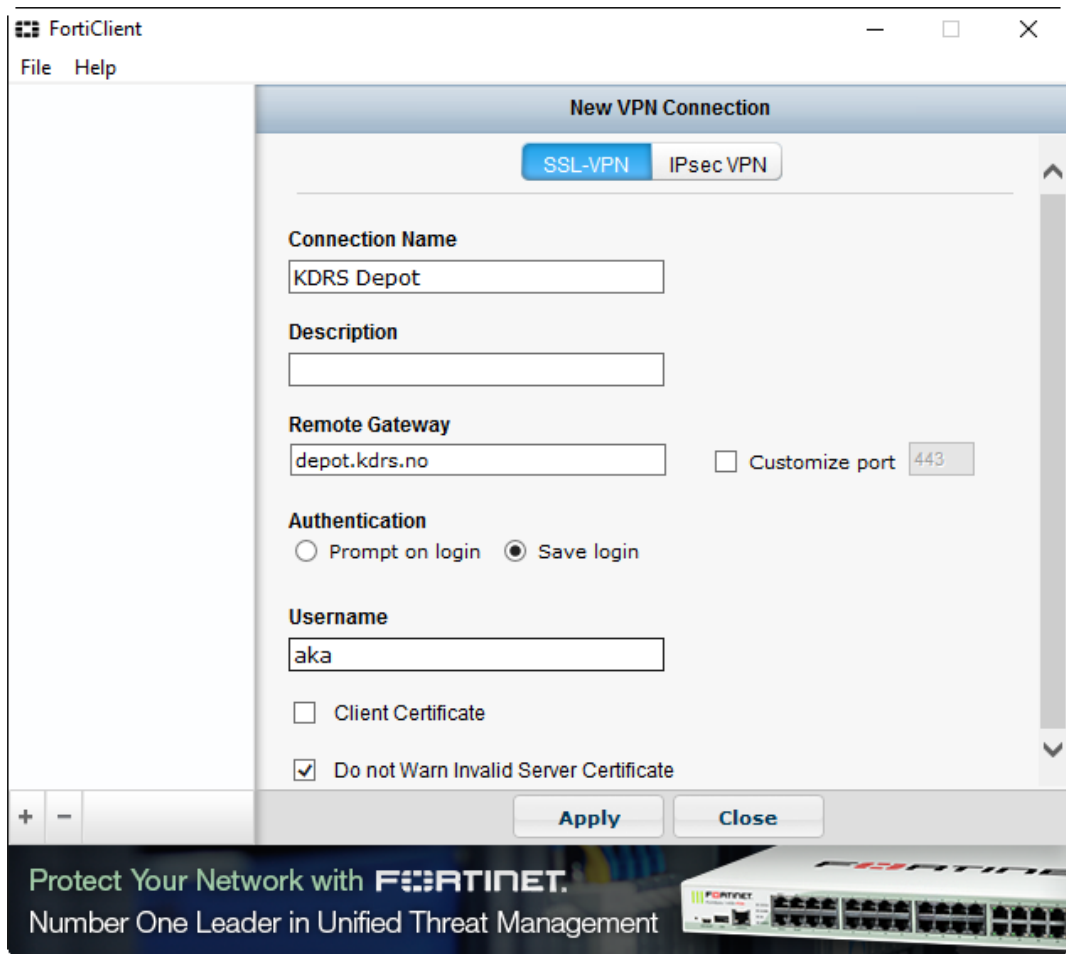 FortiClient
File Help
New VPN Connection
SSL-VPN IPsec VPN
Connection Name
KDRS Depot
Description
Remote Gateway
depot.kdrs.no Customize port 443
Authentication
Prompt on login Save login
Username
aka
Client Certificate
Do not Warn Invalid Server Certificate
+ −
Apply Close
Protect Your Network with FORTINET.
Number One Leader in Unified Threat Management
FORTINET
FORTINE